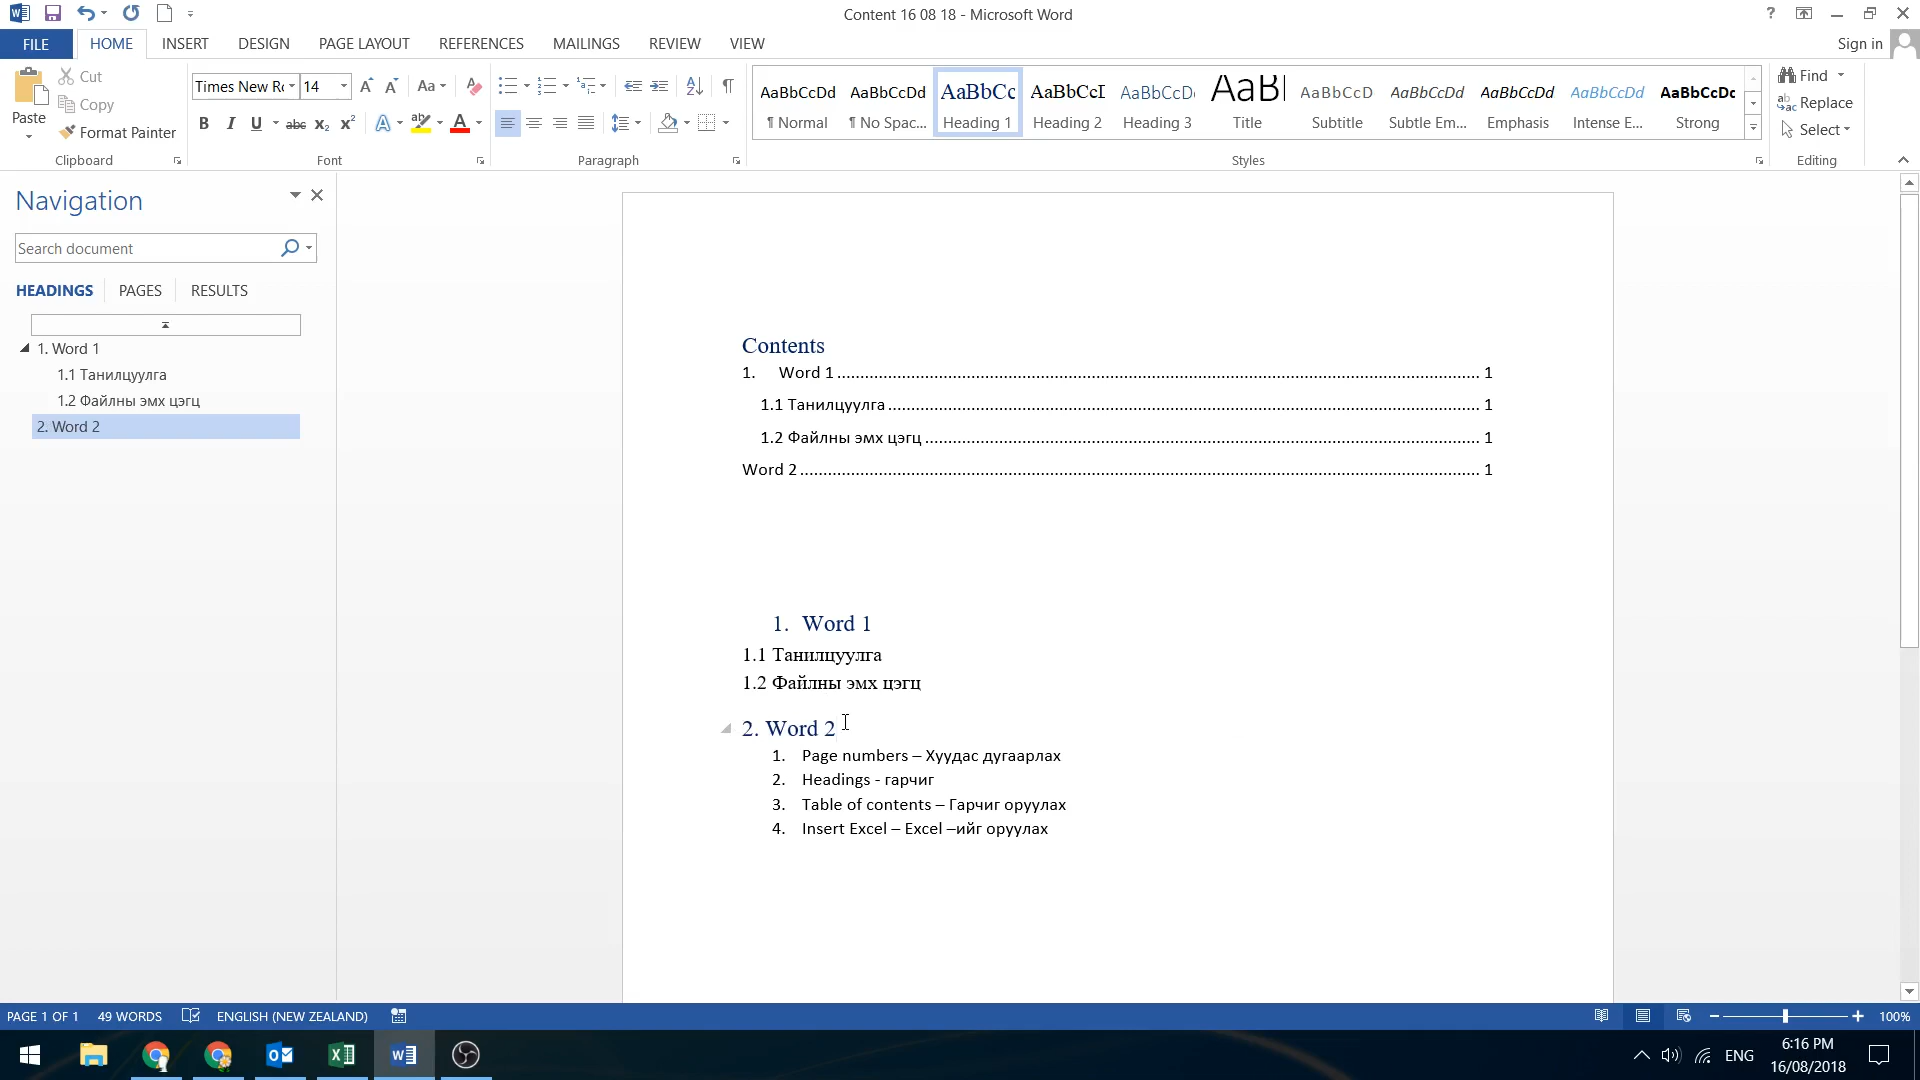 Content 16 08 18 - Microsoft Word
FILE HOME INSERT DESIGN PAGE LAYOUT REFERENCES MAILINGS REVIEW VIEW Sign in
Paste
Cut
Copy
Format Painter
Clipboard
Times New Rc 14
Font
Paragraph
AaBbCcDd AaBbCcDd AaBbCc AaBbCcI AaBbCcD AaB AaBbCcD AaBbCcDd AaBbCcDd AaBbCcDd AaBbCcDc
¶ Normal ¶ No Spac... Heading 1 Heading 2 Heading 3 Title Subtitle Subtle Em... Emphasis Intense E... Strong
Styles
Find
Replace
Select
Editing
Navigation
Search document
HEADINGS PAGES RESULTS
1. Word 1
1.1 Танилцуулга
1.2 Файлны эмх цэгц
2. Word 2
Contents
1. Word 1 ........ 1
1.1 Танилцуулга ........ 1
1.2 Файлны эмх цэгц ........ 1
Word 2 ........ 1
1. Word 1
1.1 Танилцуулга
1.2 Файлны эмх цэгц
2. Word 2
1. Page numbers – Хуудас дугаарлах
2. Headings - гарчиг
3. Table of contents – Гарчиг оруулах
4. Insert Excel – Excel –ийг оруулах
PAGE 1 OF 1 49 WORDS ENGLISH (NEW ZEALAND) 100%
ENG
6:16 PM
16/08/2018